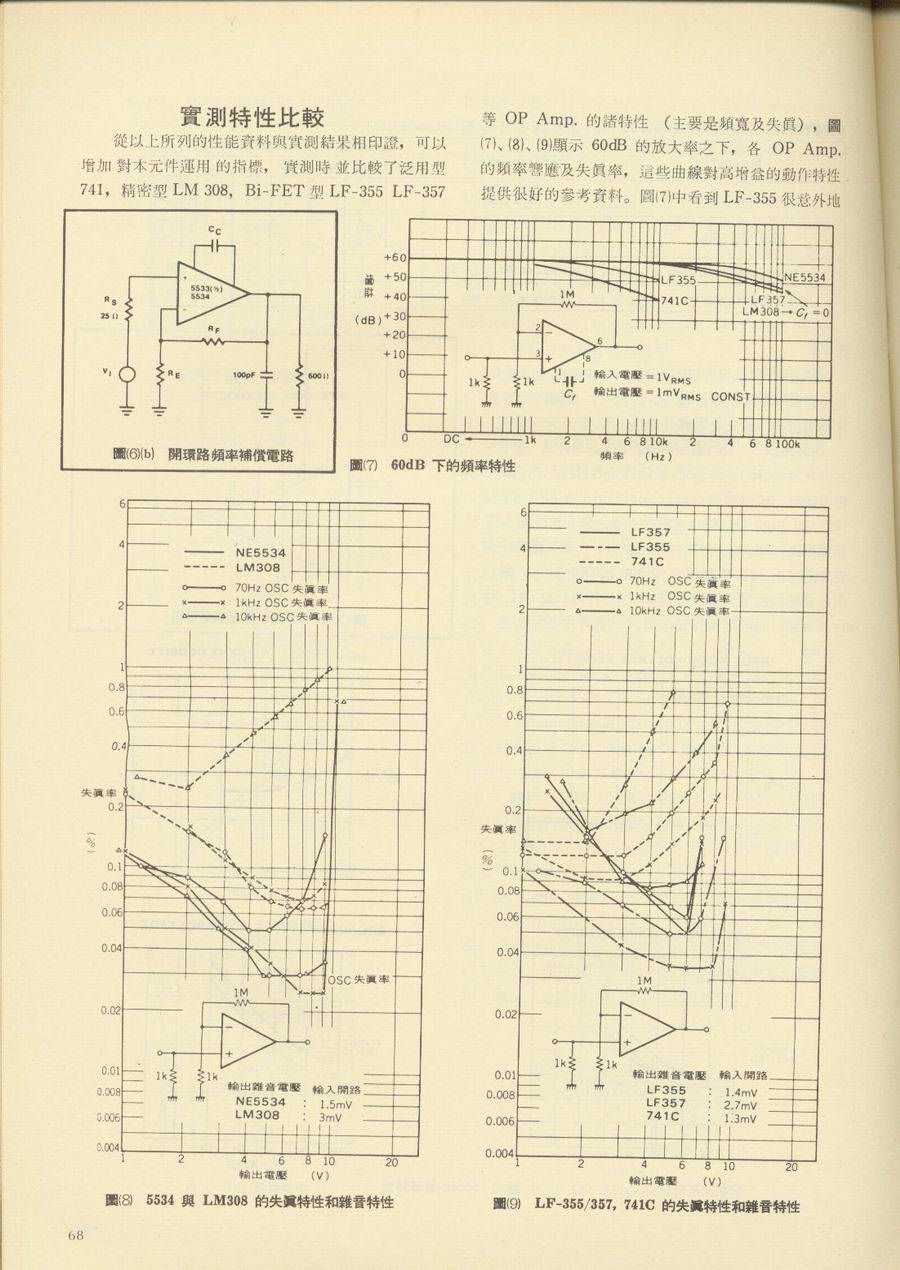 實測特性比較
從以上所列的性能資料與實測結果相印證，可以
增加對本元件運用的指標，實測時並比較了泛用型
741，精密型 LM 308，Bi-FET 型 LF-355 LF-357
等 OP Amp. 的諸特性 （主要是頻寬及失眞），圖
⑺、⑻、⑼顯示 60dB 的放大率之下，各 OP Amp.
的頻率響應及失眞率，這些曲線對高增益的動作特性
提供很好的參考資料。圖⑺中看到 LF-355 很意外地
CC
5533(½)
5534
+
−
RS
25Ω
RF
VI
RE
100pF
600Ω
圖⑹(b) 開環路頻率補償電路
增益
(dB)
+60
+50
+40
+30
+20
+10
0
LF355
741C
NE5534
LF357
LM308→Cf=0
1M
2
3
6
1
8
Cf
1k
1k
輸入電壓=1VRMS
輸出電壓=1mVRMS CONST
0 DC 1k 2 4 6 8 10k 2 4 6 8 100k
頻率 (Hz)
圖⑺ 60dB 下的頻率特性
6
4
2
1
0.8
0.6
0.4
0.2
0.1
0.08
0.06
0.04
0.02
0.01
0.008
0.006
0.004
失眞率
(%)
NE5534
LM308
70Hz OSC 失眞率
1kHz OSC 失眞率
10kHz OSC 失眞率
OSC 失眞率
1M
−
+
1k
1k
輸出雜音電壓 輸入開路
NE5534 : 1.5mV
LM308 : 3mV
1 2 4 6 8 10 20
輸出電壓 (V)
圖⑻ 5534 與 LM308 的失眞特性和雜音特性
6
4
2
1
0.8
0.6
0.4
0.2
0.1
0.08
0.06
0.04
0.02
0.01
0.008
0.006
0.004
失眞率
(%)
LF357
LF355
741C
70Hz OSC 失眞率
1kHz OSC 失眞率
10kHz OSC 失眞率
1M
−
+
1k
1k
輸出雜音電壓 輸入開路
LF355 : 1.4mV
LF357 : 2.7mV
741C : 1.3mV
1 2 4 6 8 10 20
輸出電壓 (V)
圖⑼ LF-355/357, 741C 的失眞特性和雜音特性
68